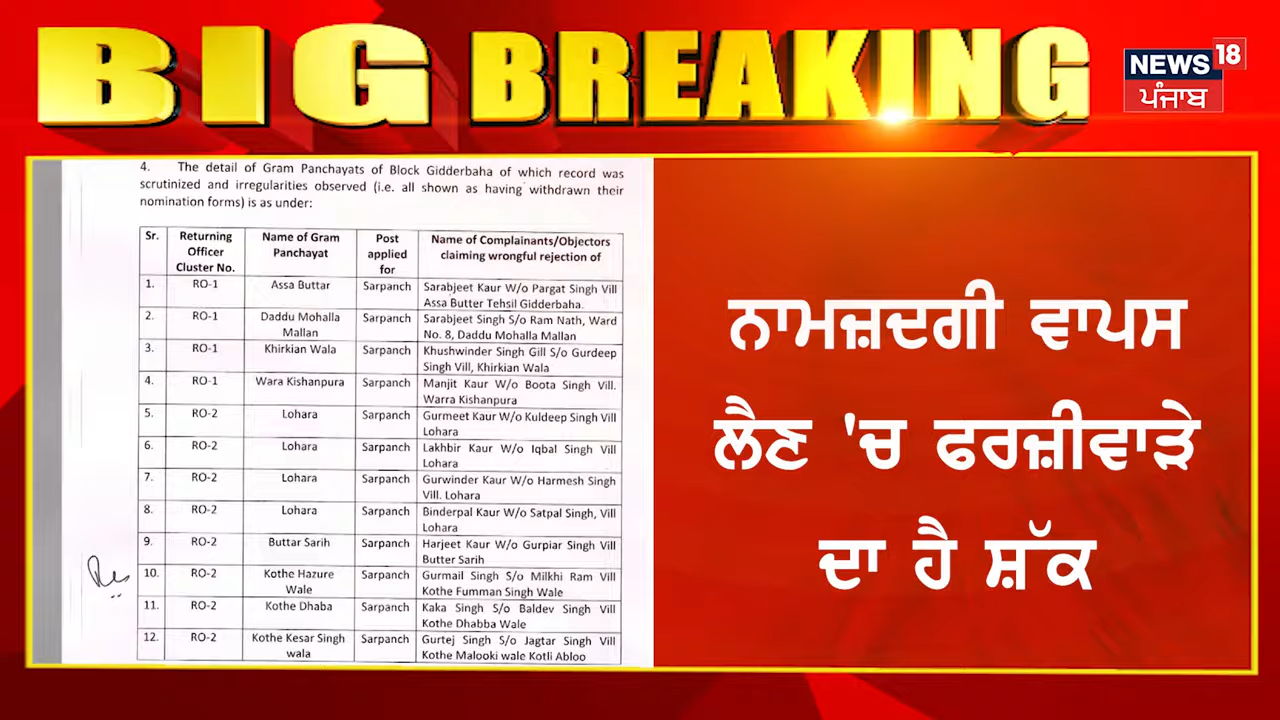 BIG BREAKING
NEWS 18
ਪੰਜਾਬ
4. The detail of Gram Panchayats of Block Gidderbaha of which record was
scrutinized and irregularities observed (i.e. all shown as having withdrawn their
nomination forms) is as under:
Sr. Returning Officer Cluster No. Name of Gram Panchayat Post applied for Name of Complainants/Objectors claiming wrongful rejection of
1. RO-1 Assa Buttar Sarpanch Sarabjeet Kaur W/o Pargat Singh Vill
Assa Butter Tehsil Gidderbaha.
2. RO-1 Daddu Mohalla Mallan Sarpanch Sarabjeet Singh S/o Ram Nath, Ward
No. 8, Daddu Mohalla Mallan
3. RO-1 Khirkian Wala Sarpanch Khushwinder Singh Gill S/o Gurdeep
Singh Vill, Khirkian Wala
4. RO-1 Wara Kishanpura Sarpanch Manjit Kaur W/o Boota Singh Vill.
Warra Kishanpura
5. RO-2 Lohara Sarpanch Gurmeet Kaur W/o Kuldeep Singh Vill
Lohara
6. RO-2 Lohara Sarpanch Lakhbir Kaur W/o Iqbal Singh Vill
Lohara
7. RO-2 Lohara Sarpanch Gurwinder Kaur W/o Harmesh Singh
Vill. Lohara
8. RO-2 Lohara Sarpanch Binderpal Kaur W/o Satpal Singh, Vill
Lohara
9. RO-2 Buttar Sarih Sarpanch Harjeet Kaur W/o Gurpiar Singh Vill
Butter Sarih
10. RO-2 Kothe Hazure Wale Sarpanch Gurmail Singh S/o Milkhi Ram Vill
Kothe Fumman Singh Wale
11. RO-2 Kothe Dhaba Sarpanch Kaka Singh S/o Baldev Singh Vill
Kothe Dhabba Wale
12. RO-2 Kothe Kesar Singh wala Sarpanch Gurtej Singh S/o Jagtar Singh Vill
Kothe Malooki wale Kotli Abloo
ਨਾਮਜ਼ਦਗੀ ਵਾਪਸ
ਲੈਣ 'ਚ ਫਰਜ਼ੀਵਾੜੇ
ਦਾ ਹੈ ਸ਼ੱਕ